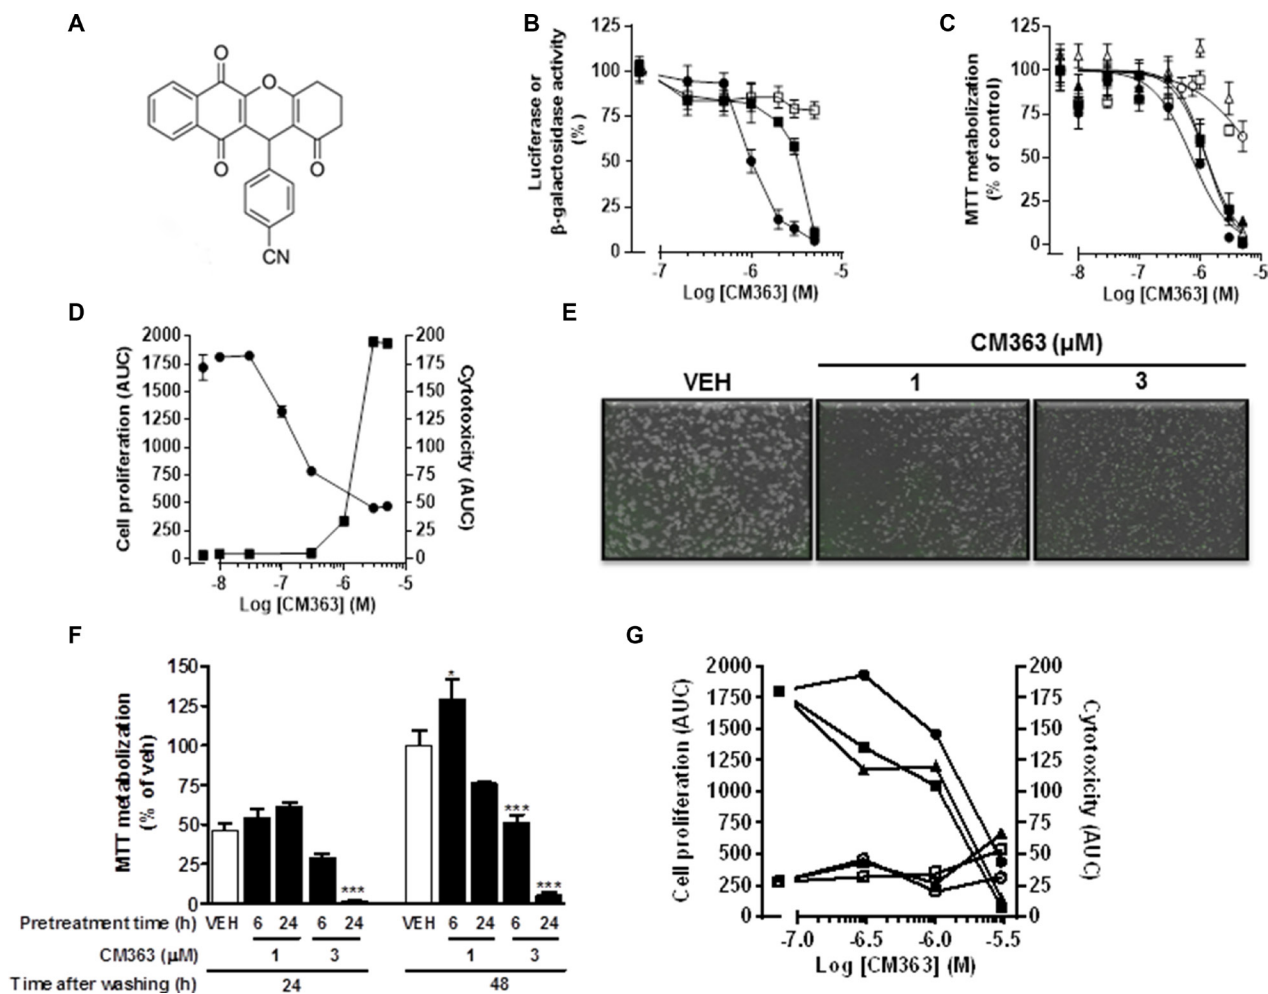 A
O
O
O
O
CN
B
Luciferase or
β-galactosidase activity
(%)
125
100
75
50
25
0
-7
-6
-5
Log [CM363] (M)
C
MTT metabolization
(% of control)
125
100
75
50
25
0
-8
-7
-6
-5
Log [CM363] (M)
D
Cell proliferation (AUC)
2000
1750
1500
1250
1000
750
500
250
0
200
175
150
125
100
75
50
25
0
Cytotoxicity (AUC)
-8
-7
-6
-5
Log [CM363] (M)
E
CM363 (µM)
VEH
1
3
F
MTT metabolization
(% of veh)
150
125
100
75
50
25
0
***
*
***
***
Pretreatment time (h) VEH 6 24 6 24 VEH 6 24 6 24
CM363 (µM) 1 3 1 3
Time after washing (h) 24 48
G
Cell proliferation (AUC)
2000
1750
1500
1250
1000
750
500
250
0
200
175
150
125
100
75
50
25
0
Cytotoxicity (AUC)
-7.0
-6.5
-6.0
-5.5
Log [CM363] (M)